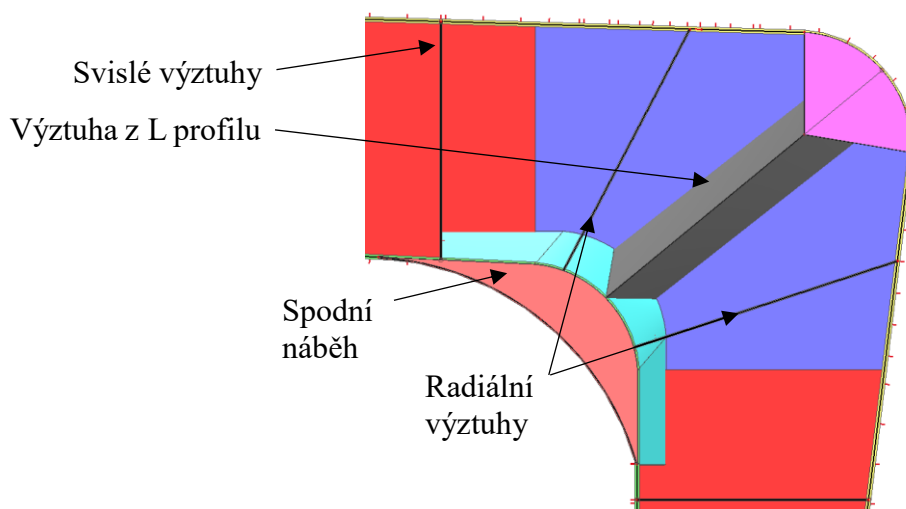 Svislé výztuhy
Výztuha z L profilu
Spodní
náběh
Radiální
výztuhy